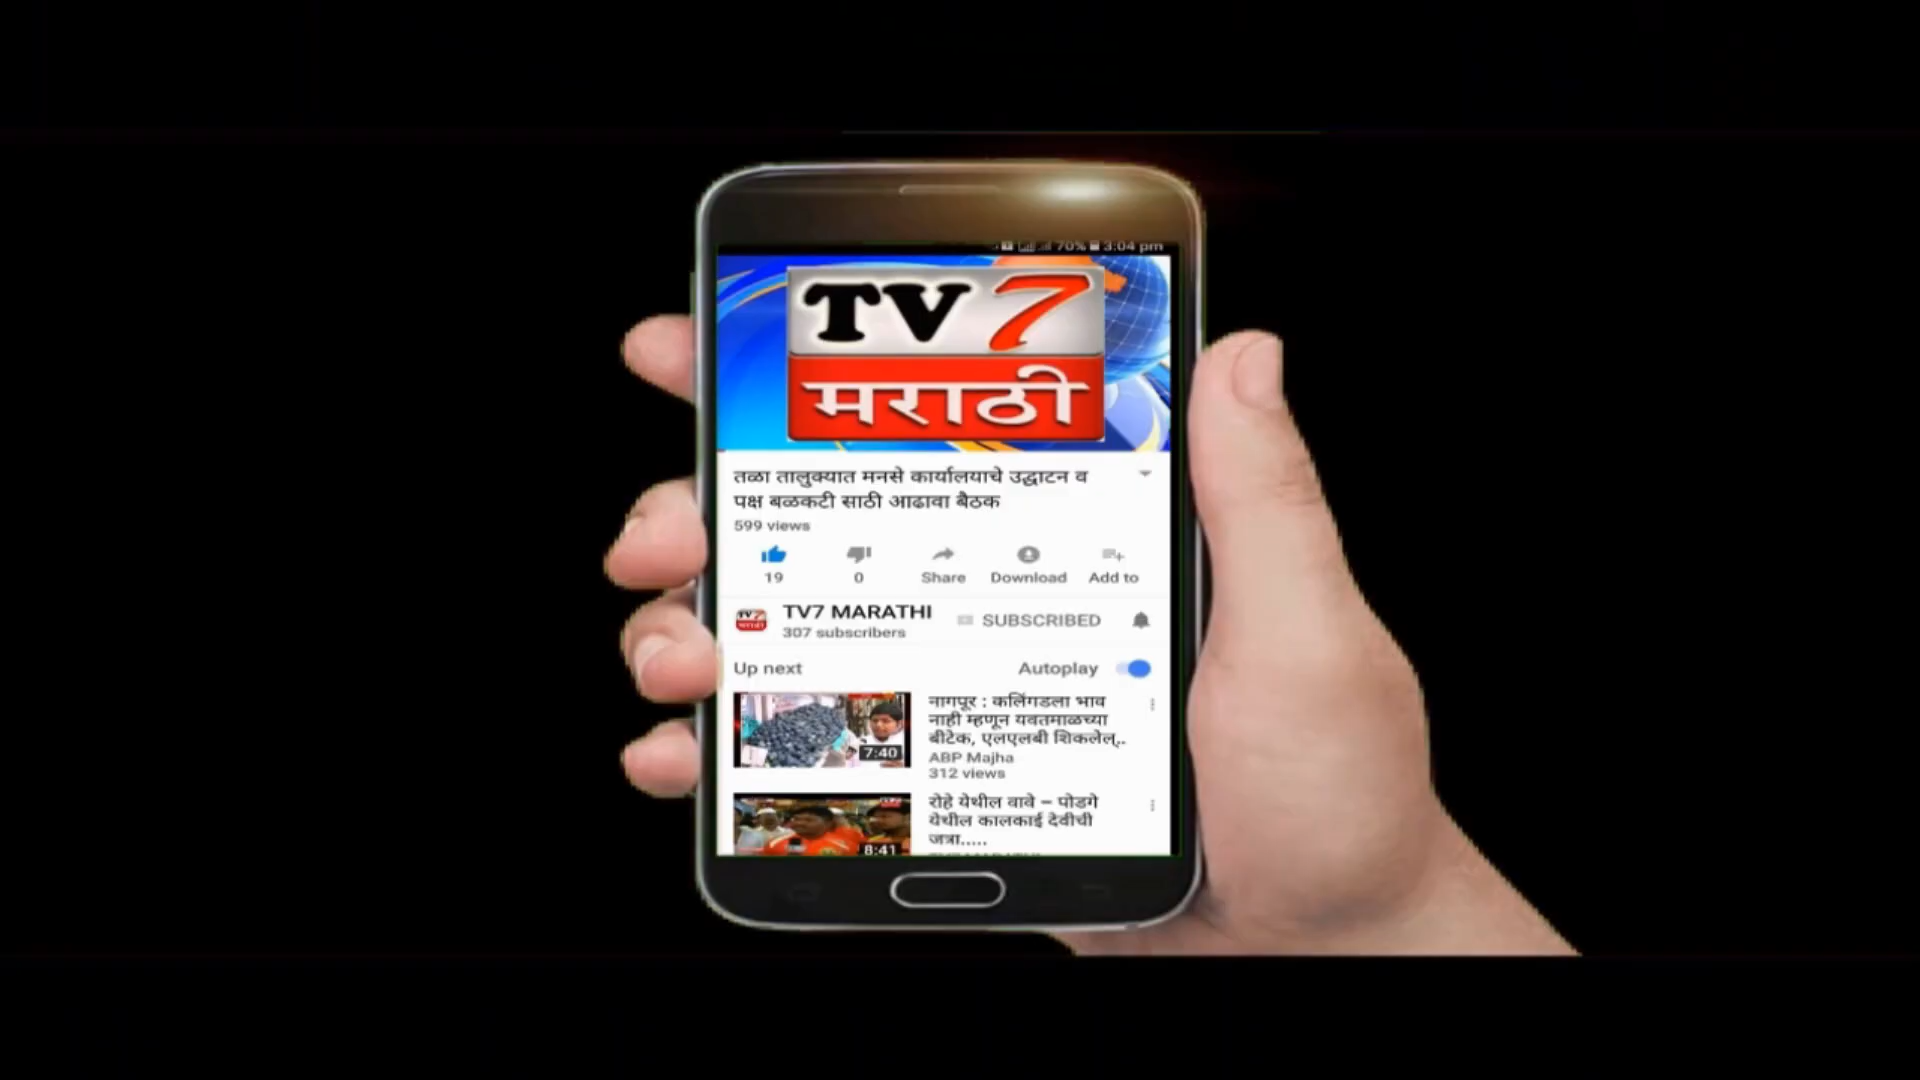 70% 3:04 pm
TV 7
मराठी
तळा तालुक्यात मनसे कार्यालयाचे उद्घाटन व
पक्ष बळकटी साठी आढावा बैठक
599 views
19
0
Share
Download
Add to
TV7 MARATHI
307 subscribers
SUBSCRIBED
Up next
Autoplay
7:40
नागपूर : कलिंगडला भाव
नाही म्हणून यवतमाळच्या
बीटेक, एलएलबी शिकलेल्..
ABP Majha
312 views
8:41
रोहे येथील वावे – पोडगे
येथील कालकाई देवीची
जत्रा.....